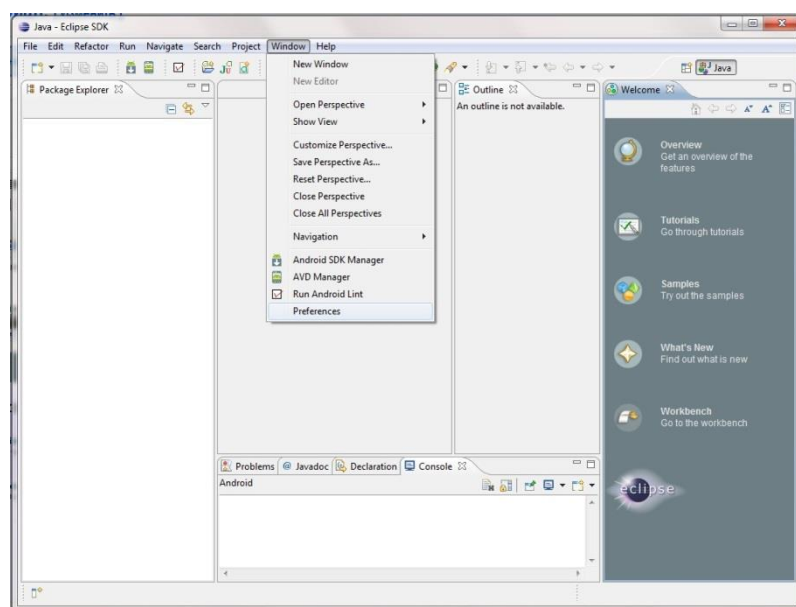 Java - Eclipse SDK
File Edit Refactor Run Navigate Search Project Window Help
Java
Package Explorer
New Window
New Editor
Open Perspective
Show View
Customize Perspective...
Save Perspective As...
Reset Perspective...
Close Perspective
Close All Perspectives
Navigation
Android SDK Manager
AVD Manager
Run Android Lint
Preferences
Outline
An outline is not available.
Welcome
Overview
Get an overview of the
features
Tutorials
Go through tutorials
Samples
Try out the samples
What's New
Find out what is new
Workbench
Go to the workbench
eclipse
Problems @ Javadoc Declaration Console
Android